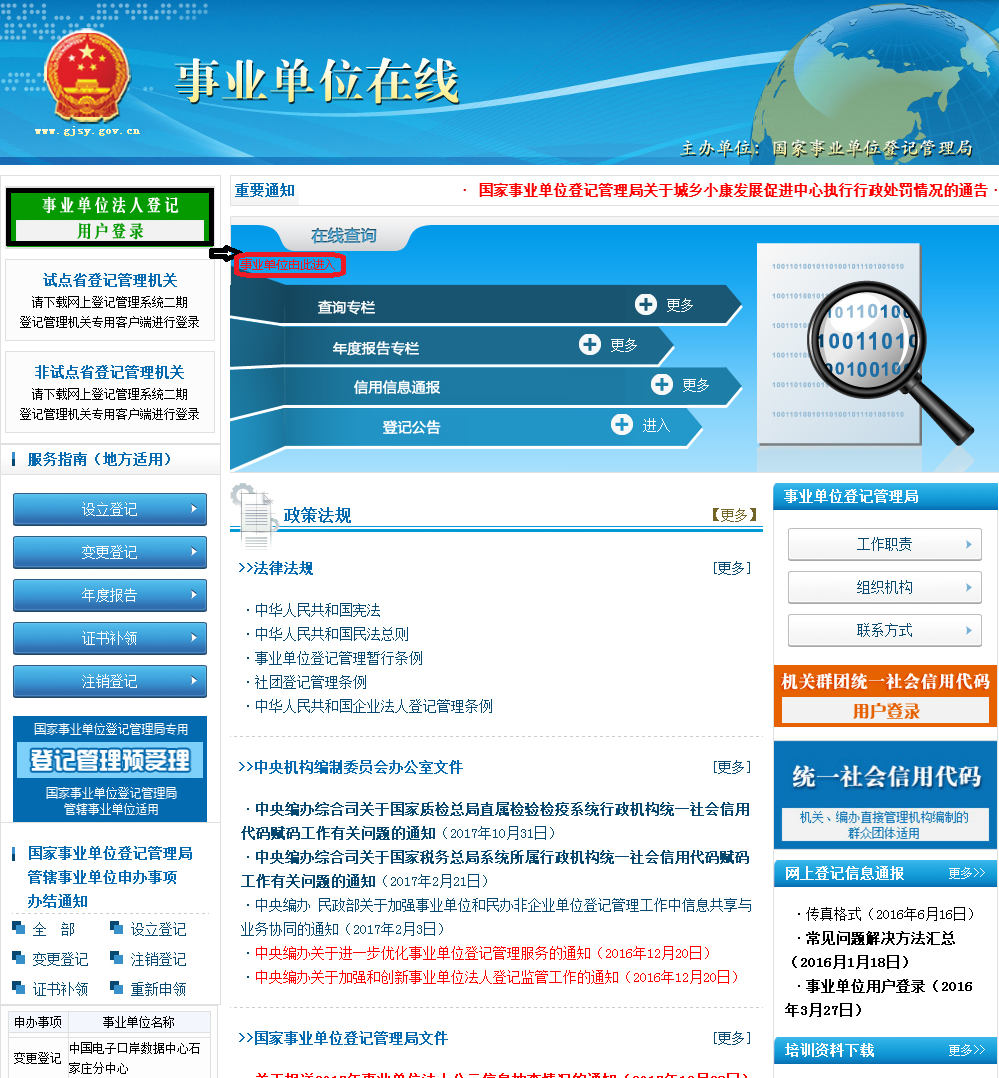 事业单位在线
www.gjsy.gov.cn
主办单位：国家事业单位登记管理局
事业单位法人登记
用户登录
试点省登记管理机关
请下载网上登记管理系统二期
登记管理机关专用客户端进行登录
非试点省登记管理机关
请下载网上登记管理系统二期
登记管理机关专用客户端进行登录
服务指南（地方适用）
设立登记
变更登记
年度报告
证书补领
注销登记
国家事业单位登记管理局专用
登记管理预受理
国家事业单位登记管理局
管辖事业单位适用
国家事业单位登记管理局
管辖事业单位申办事项
办结通知
全　部 设立登记
变更登记 注销登记
证书补领 重新申领
申办事项 事业单位名称
变更登记 中国电子口岸数据中心石
家庄分中心
重要通知 · 国家事业单位登记管理局关于城乡小康发展促进中心执行行政处罚情况的通告 ·
在线查询
事业单位由此进入
查询专栏 更多
年度报告专栏 更多
信用信息通报 更多
登记公告 进入
10011010
政策法规 【更多】
>>法律法规 [更多]
· 中华人民共和国宪法
· 中华人民共和国民法总则
· 事业单位登记管理暂行条例
· 社团登记管理条例
· 中华人民共和国企业法人登记管理条例
>>中央机构编制委员会办公室文件 [更多]
· 中央编办综合司关于国家质检总局直属检验检疫系统行政机构统一社会信用
代码赋码工作有关问题的通知（2017年10月31日）
· 中央编办综合司关于国家税务总局系统所属行政机构统一社会信用代码赋码
工作有关问题的通知（2017年2月21日）
· 中央编办 民政部关于加强事业单位和民办非企业单位登记管理工作中信息共享与
业务协同的通知（2017年2月3日）
· 中央编办关于进一步优化事业单位登记管理服务的通知（2016年12月20日）
· 中央编办关于加强和创新事业单位法人登记监管工作的通知（2016年12月20日）
>>国家事业单位登记管理局文件 [更多]
事业单位登记管理局
工作职责
组织机构
联系方式
机关群团统一社会信用代码
用户登录
统一社会信用代码
机关、编办直接管理机构编制的
群众团体适用
网上登记信息通报 更多>>
· 传真格式（2016年6月16日）
· 常见问题解决方法汇总
（2016月1月18日）
· 事业单位用户登录（2016
年3月27日）
培训资料下载 更多>>